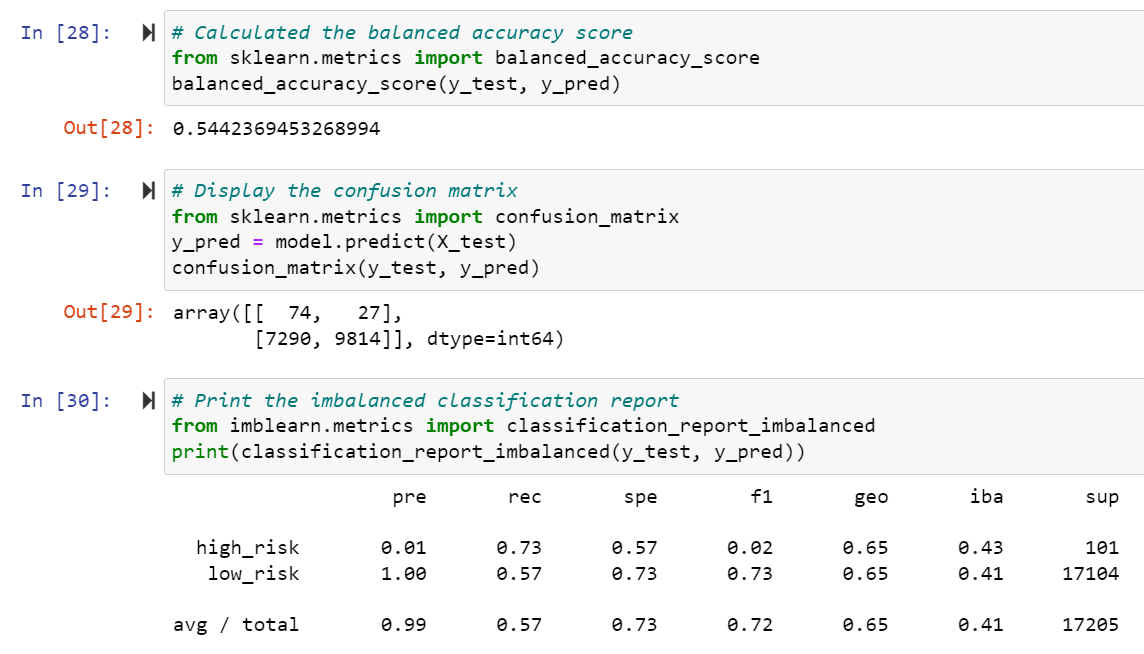 In [28]: # Calculated the balanced accuracy score
from sklearn.metrics import balanced_accuracy_score
balanced_accuracy_score(y_test, y_pred)
Out[28]: 0.5442369453268994
In [29]: # Display the confusion matrix
from sklearn.metrics import confusion_matrix
y_pred = model.predict(X_test)
confusion_matrix(y_test, y_pred)
Out[29]: array([[  74,   27],
       [7290, 9814]], dtype=int64)
In [30]: # Print the imbalanced classification report
from imblearn.metrics import classification_report_imbalanced
print(classification_report_imbalanced(y_test, y_pred))
pre rec spe f1 geo iba sup
high_risk 0.01 0.73 0.57 0.02 0.65 0.43 101
low_risk 1.00 0.57 0.73 0.73 0.65 0.41 17104
avg / total 0.99 0.57 0.73 0.72 0.65 0.41 17205